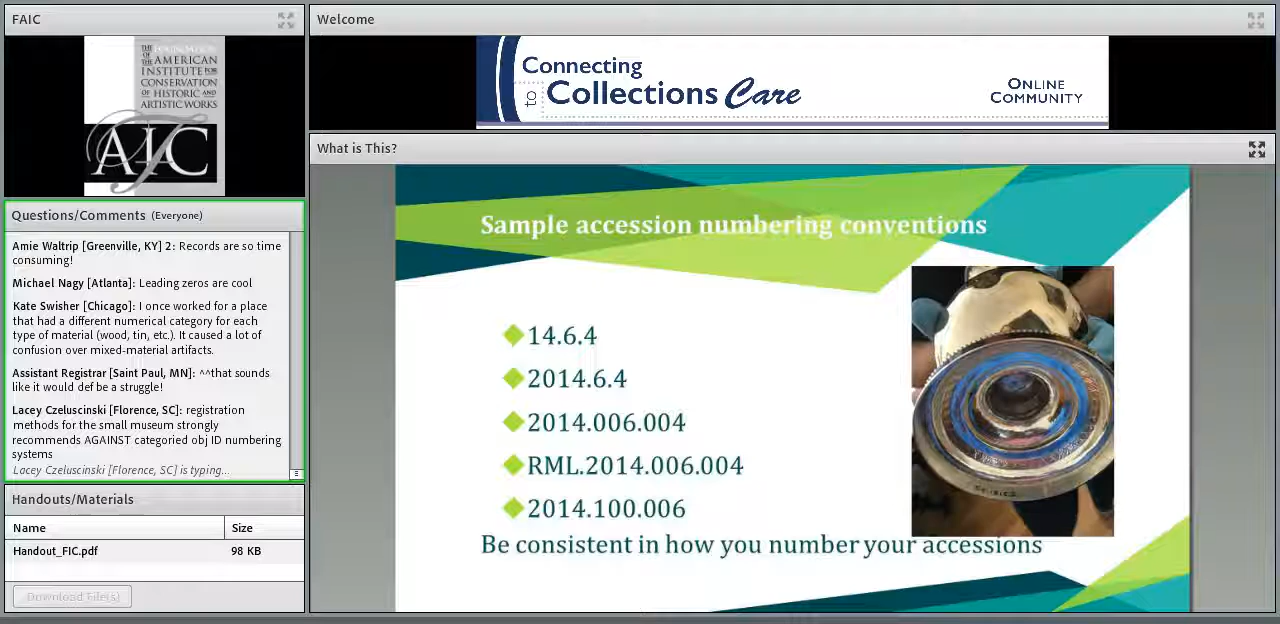 FAIC
THE FOUNDATION
OF THE AMERICAN
INSTITUTE FOR
CONSERVATION
OF HISTORIC AND
ARTISTIC WORKS
AIC
Questions/Comments (Everyone)
Amie Waltrip [Greenville, KY] 2: Records are so time
consuming!
Michael Nagy [Atlanta]: Leading zeros are cool
Kate Swisher [Chicago]: I once worked for a place
that had a different numerical category for each
type of material (wood, tin, etc.). It caused a lot of
confusion over mixed-material artifacts.
Assistant Registrar [Saint Paul, MN]: ^^that sounds
like it would def be a struggle!
Lacey Czeluscinski [Florence, SC]: registration
methods for the small museum strongly
recommends AGAINST categoried obj ID numbering
systems
Lacey Czeluscinski [Florence, SC] is typing...
Handouts/Materials
Name Size
Handout_FIC.pdf 98 KB
Download File(s)
Welcome
Connecting
to Collections Care
ONLINE
COMMUNITY
What is This?
Sample accession numbering conventions
14.6.4
2014.6.4
2014.006.004
RML.2014.006.004
2014.100.006
Be consistent in how you number your accessions